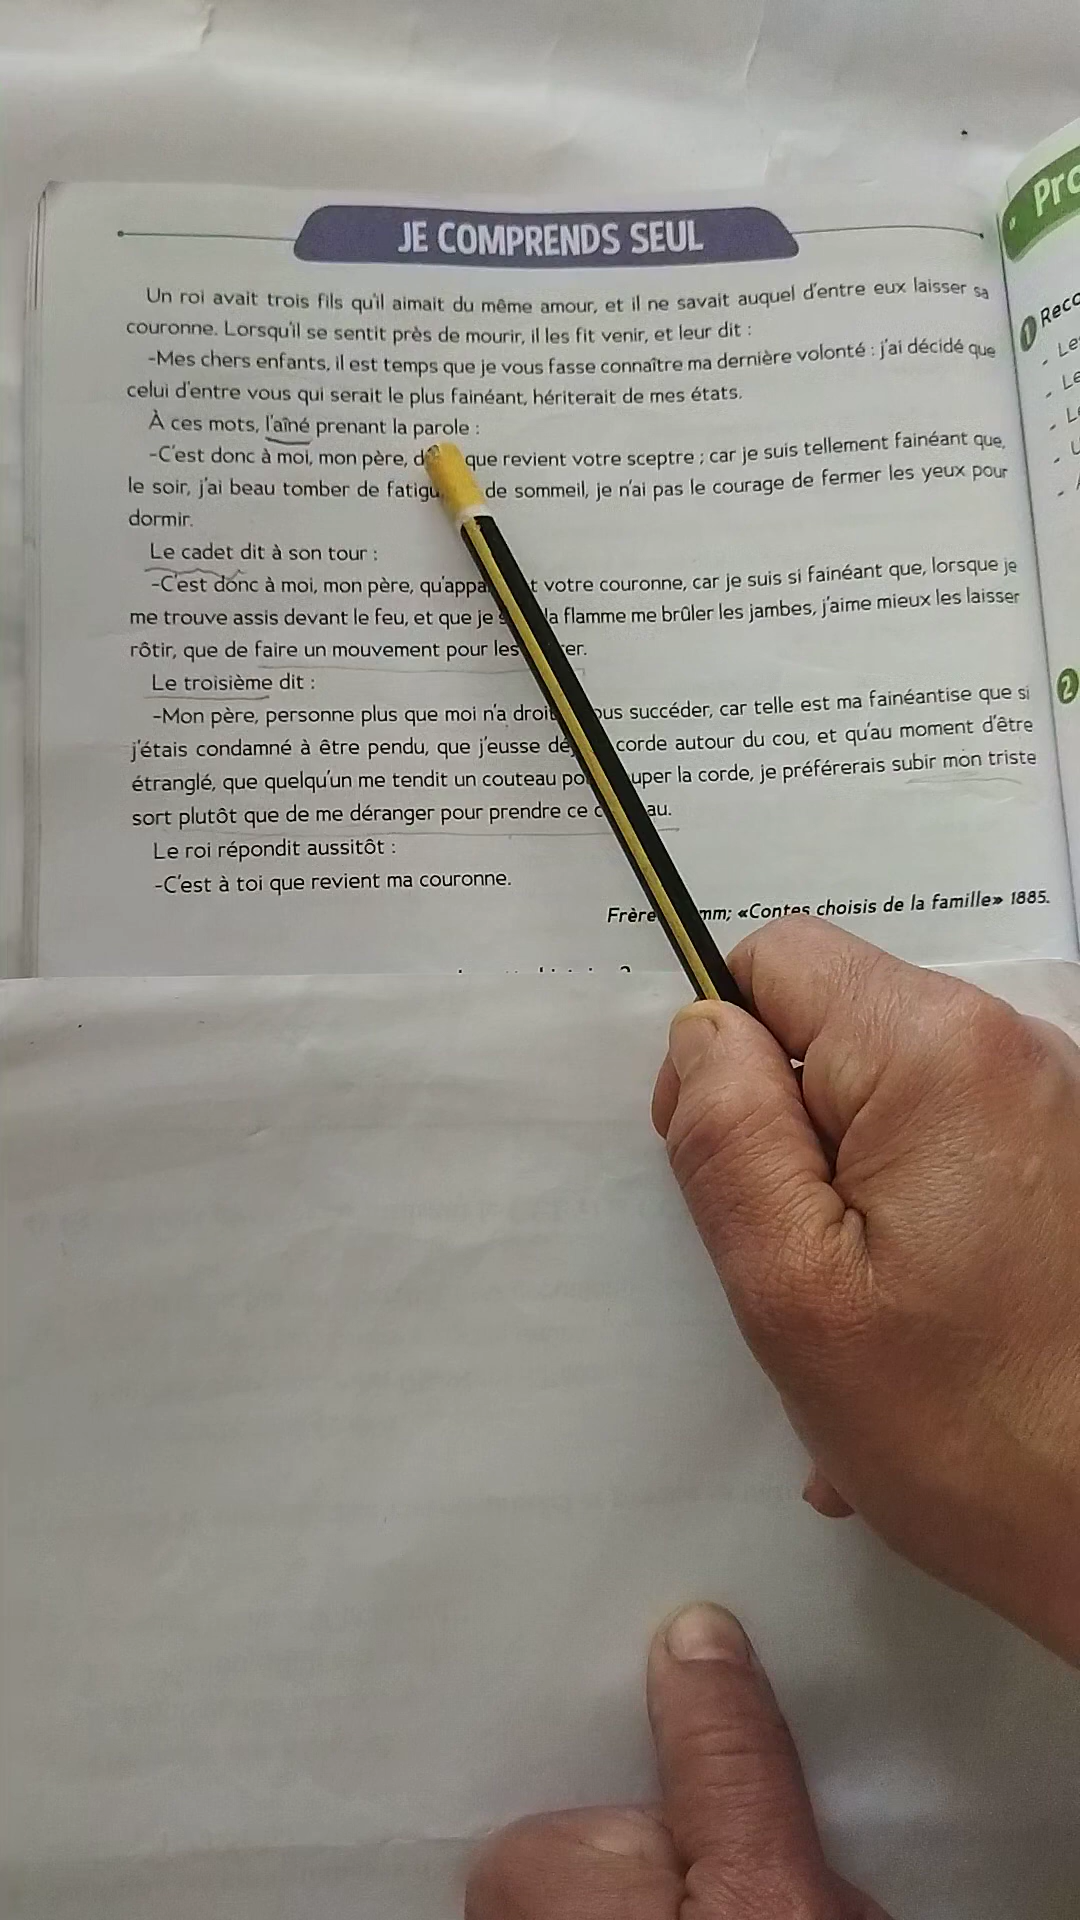 JE COMPRENDS SEUL
Un roi avait trois fils qu'il aimait du même amour, et il ne savait auquel d'entre eux laisser sa
couronne. Lorsqu'il se sentit près de mourir, il les fit venir, et leur dit :
-Mes chers enfants, il est temps que je vous fasse connaître ma dernière volonté : j'ai décidé que
celui d'entre vous qui serait le plus fainéant, hériterait de mes états.
À ces mots, l'aîné prenant la parole :
-C'est donc à moi, mon père, que revient votre sceptre ; car je suis tellement fainéant que,
le soir, j'ai beau tomber de de sommeil, je n'ai pas le courage de fermer les yeux pour
dormir.
Le cadet dit à son tour :
-C'est donc à moi, mon père, votre couronne, car je suis si fainéant que, lorsque je
me trouve assis devant le feu, et que je la flamme me brûler les jambes, j'aime mieux les laisser
rôtir, que de faire un mouvement pour les
Le troisième dit :
-Mon père, personne plus que moi n'a droit succéder, car telle est ma fainéantise que si
j'étais condamné à être pendu, que j'eusse corde autour du cou, et qu'au moment d'être
étranglé, que quelqu'un me tendit un couteau la corde, je préférerais subir mon triste
sort plutôt que de me déranger pour prendre ce
Le roi répondit aussitôt :
-C'est à toi que revient ma couronne.
«Contes choisis de la famille» 1885.
Le
Le